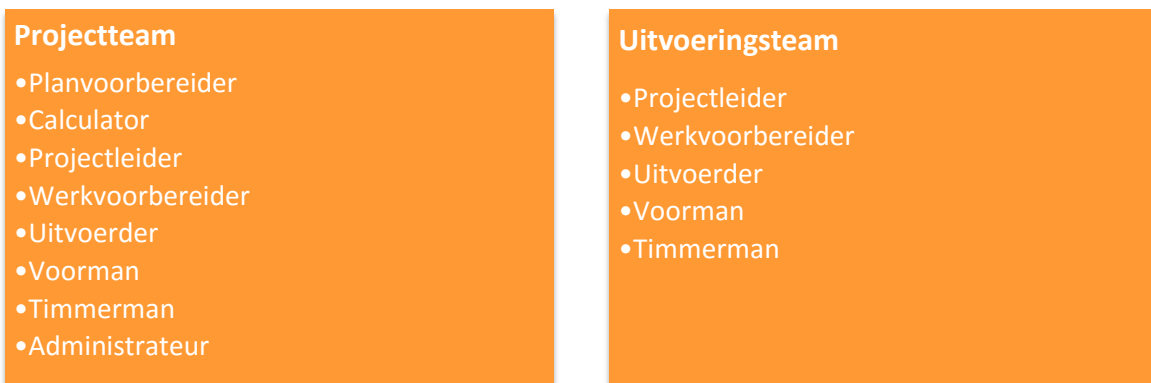 Projectteam
•Planvoorbereider
•Calculator
•Projectleider
•Werkvoorbereider
•Uitvoerder
•Voorman
•Timmerman
•Administrateur
Uitvoeringsteam
•Projectleider
•Werkvoorbereider
•Uitvoerder
•Voorman
•Timmerman